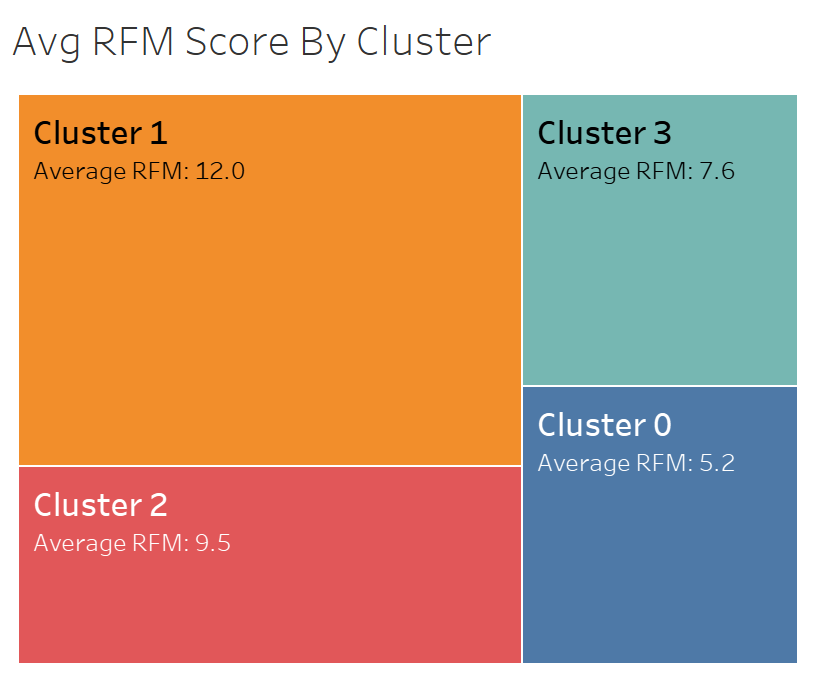 Avg RFM Score By Cluster
Cluster 1
Average RFM: 12.0
Cluster 3
Average RFM: 7.6
Cluster 2
Average RFM: 9.5
Cluster 0
Average RFM: 5.2